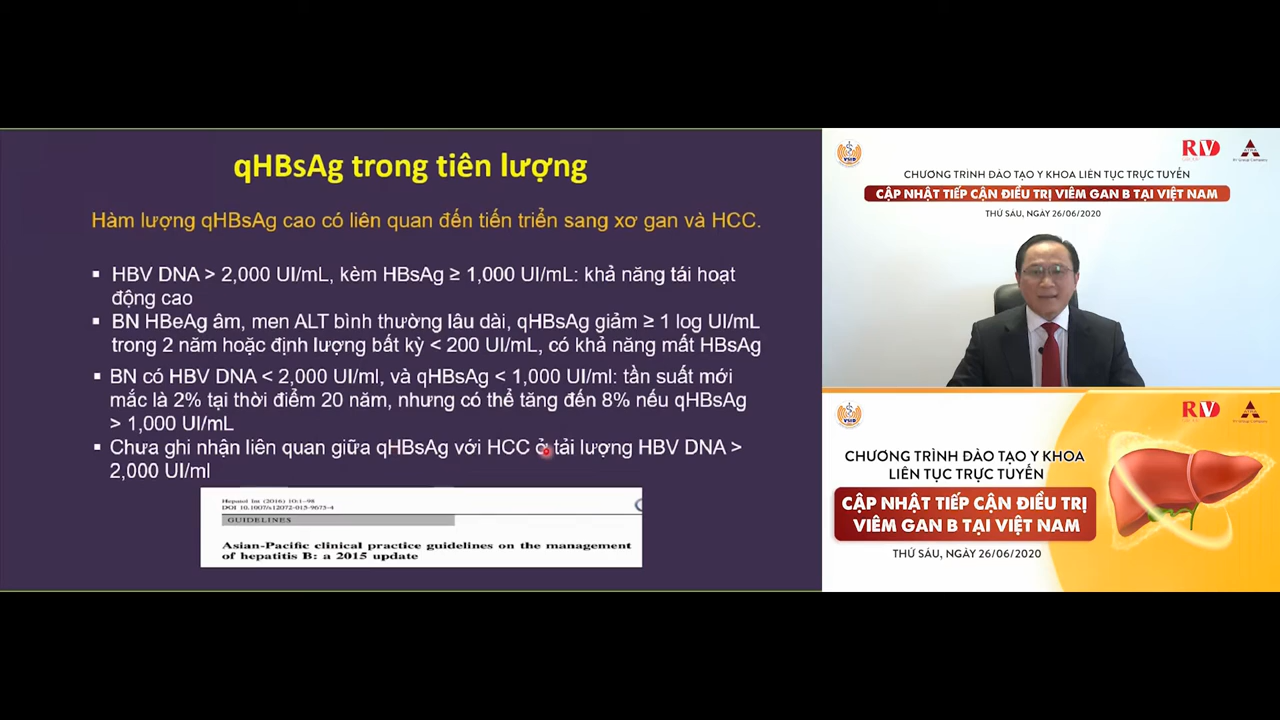 qHBsAg trong tiên lượng
Hàm lượng qHBsAg cao có liên quan đến tiến triển sang xơ gan và HCC.
▪ HBV DNA > 2,000 UI/mL, kèm HBsAg ≥ 1,000 UI/mL: khả năng tái hoạt
động cao
▪ BN HBeAg âm, men ALT bình thường lâu dài, qHBsAg giảm ≥ 1 log UI/mL
trong 2 năm hoặc định lượng bất kỳ < 200 UI/mL, có khả năng mất HBsAg
▪ BN có HBV DNA < 2,000 UI/ml, và qHBsAg < 1,000 UI/ml: tần suất mới
mắc là 2% tại thời điểm 20 năm, nhưng có thể tăng đến 8% nếu qHBsAg
> 1,000 UI/mL
▪ Chưa ghi nhận liên quan giữa qHBsAg với HCC ở tải lượng HBV DNA >
2,000 UI/ml
Hepatol Int (2016) 10:1–98
DOI 10.1007/s12072-015-9675-4
GUIDELINES
Asian-Pacific clinical practice guidelines on the management
of hepatitis B: a 2015 update
VSID
RV
CHƯƠNG TRÌNH ĐÀO TẠO Y KHOA LIÊN TỤC TRỰC TUYẾN
CẬP NHẬT TIẾP CẬN ĐIỀU TRỊ VIÊM GAN B TẠI VIỆT NAM
THỨ SÁU, NGÀY 26/06/2020
VSID
RV
CHƯƠNG TRÌNH ĐÀO TẠO Y KHOA
LIÊN TỤC TRỰC TUYẾN
CẬP NHẬT TIẾP CẬN ĐIỀU TRỊ
VIÊM GAN B TẠI VIỆT NAM
THỨ SÁU, NGÀY 26/06/2020